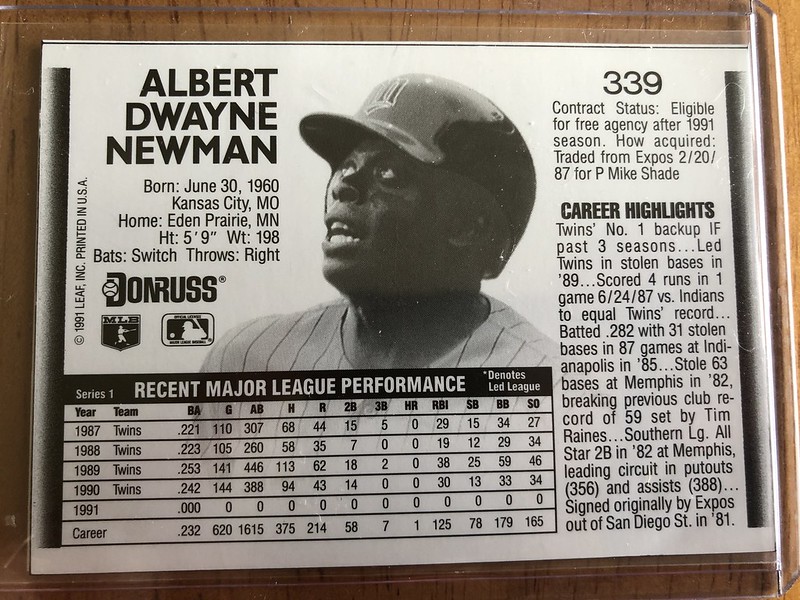 ALBERT
DWAYNE
NEWMAN
Born: June 30, 1960
Kansas City, MO
Home: Eden Prairie, MN
Ht: 5'9" Wt: 198
Bats: Switch Throws: Right
DONRUSS®
MLB
OFFICIAL LICENSEE
MAJOR LEAGUE BASEBALL
© 1991 LEAF, INC. PRINTED IN U.S.A.
339
Contract Status: Eligible
for free agency after 1991
season. How acquired:
Traded from Expos 2/20/
87 for P Mike Shade
CAREER HIGHLIGHTS
Twins' No. 1 backup IF
past 3 seasons...Led
Twins in stolen bases in
'89...Scored 4 runs in 1
game 6/24/87 vs. Indians
to equal Twins' record...
Batted .282 with 31 stolen
bases in 87 games at Indi-
anapolis in '85...Stole 63
bases at Memphis in '82,
breaking previous club re-
cord of 59 set by Tim
Raines...Southern Lg. All
Star 2B in '82 at Memphis,
leading circuit in putouts
(356) and assists (388)...
Signed originally by Expos
out of San Diego St. in '81.
Series 1 RECENT MAJOR LEAGUE PERFORMANCE *Denotes
Led League
Year Team BA G AB H R 2B 3B HR RBI SB BB SO
1987 Twins .221 110 307 68 44 15 5 0 29 15 34 27
1988 Twins .223 105 260 58 35 7 0 0 19 12 29 34
1989 Twins .253 141 446 113 62 18 2 0 38 25 59 46
1990 Twins .242 144 388 94 43 14 0 0 30 13 33 34
1991 .000 0 0 0 0 0 0 0 0 0 0 0
Career .232 620 1615 375 214 58 7 1 125 78 179 165